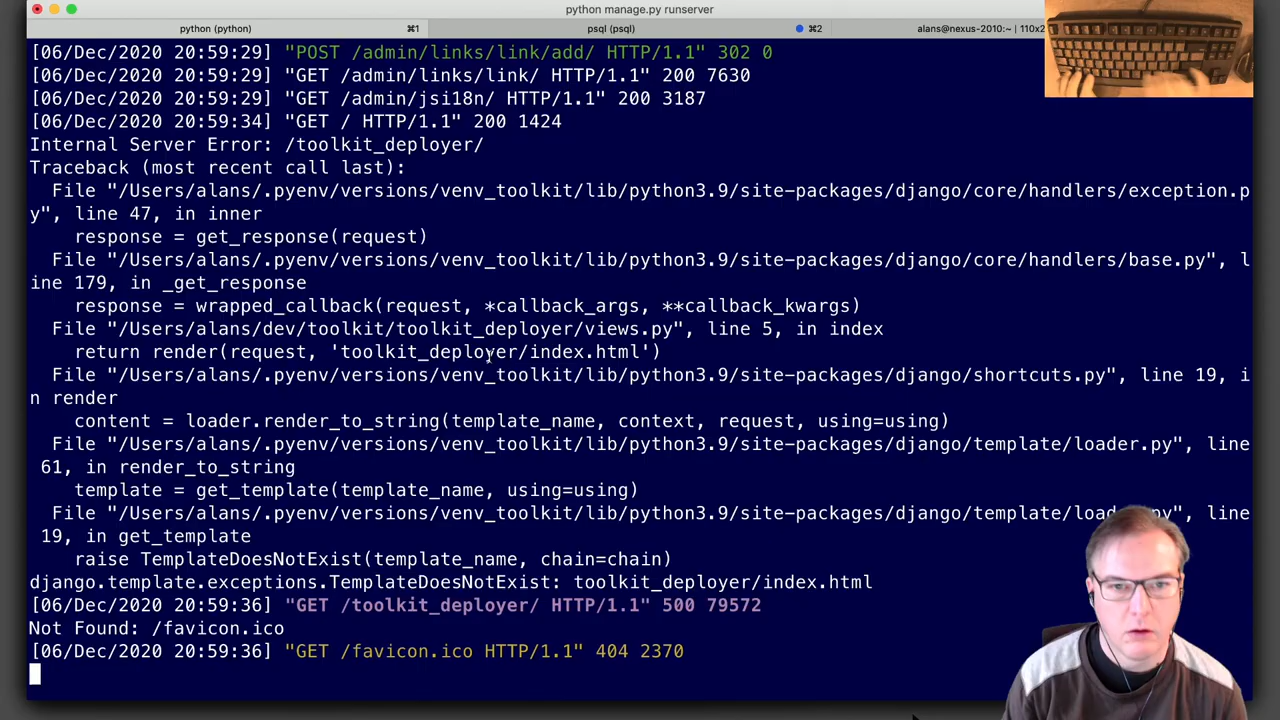 python manage.py runserver
python (python) ⌘1 psql (psql) ⌘2 alans@nexus-2010:~ | 110x2
[06/Dec/2020 20:59:29] "POST /admin/links/link/add/ HTTP/1.1" 302 0
[06/Dec/2020 20:59:29] "GET /admin/links/link/ HTTP/1.1" 200 7630
[06/Dec/2020 20:59:29] "GET /admin/jsi18n/ HTTP/1.1" 200 3187
[06/Dec/2020 20:59:34] "GET / HTTP/1.1" 200 1424
Internal Server Error: /toolkit_deployer/
Traceback (most recent call last):
  File "/Users/alans/.pyenv/versions/venv_toolkit/lib/python3.9/site-packages/django/core/handlers/exception.p
y", line 47, in inner
    response = get_response(request)
  File "/Users/alans/.pyenv/versions/venv_toolkit/lib/python3.9/site-packages/django/core/handlers/base.py", l
ine 179, in _get_response
    response = wrapped_callback(request, *callback_args, **callback_kwargs)
  File "/Users/alans/dev/toolkit/toolkit_deployer/views.py", line 5, in index
    return render(request, 'toolkit_deployer/index.html')
  File "/Users/alans/.pyenv/versions/venv_toolkit/lib/python3.9/site-packages/django/shortcuts.py", line 19, i
n render
    content = loader.render_to_string(template_name, context, request, using=using)
  File "/Users/alans/.pyenv/versions/venv_toolkit/lib/python3.9/site-packages/django/template/loader.py", line
 61, in render_to_string
    template = get_template(template_name, using=using)
  File "/Users/alans/.pyenv/versions/venv_toolkit/lib/python3.9/site-packages/django/template/loader.py", line
 19, in get_template
    raise TemplateDoesNotExist(template_name, chain=chain)
django.template.exceptions.TemplateDoesNotExist: toolkit_deployer/index.html
[06/Dec/2020 20:59:36] "GET /toolkit_deployer/ HTTP/1.1" 500 79572
Not Found: /favicon.ico
[06/Dec/2020 20:59:36] "GET /favicon.ico HTTP/1.1" 404 2370